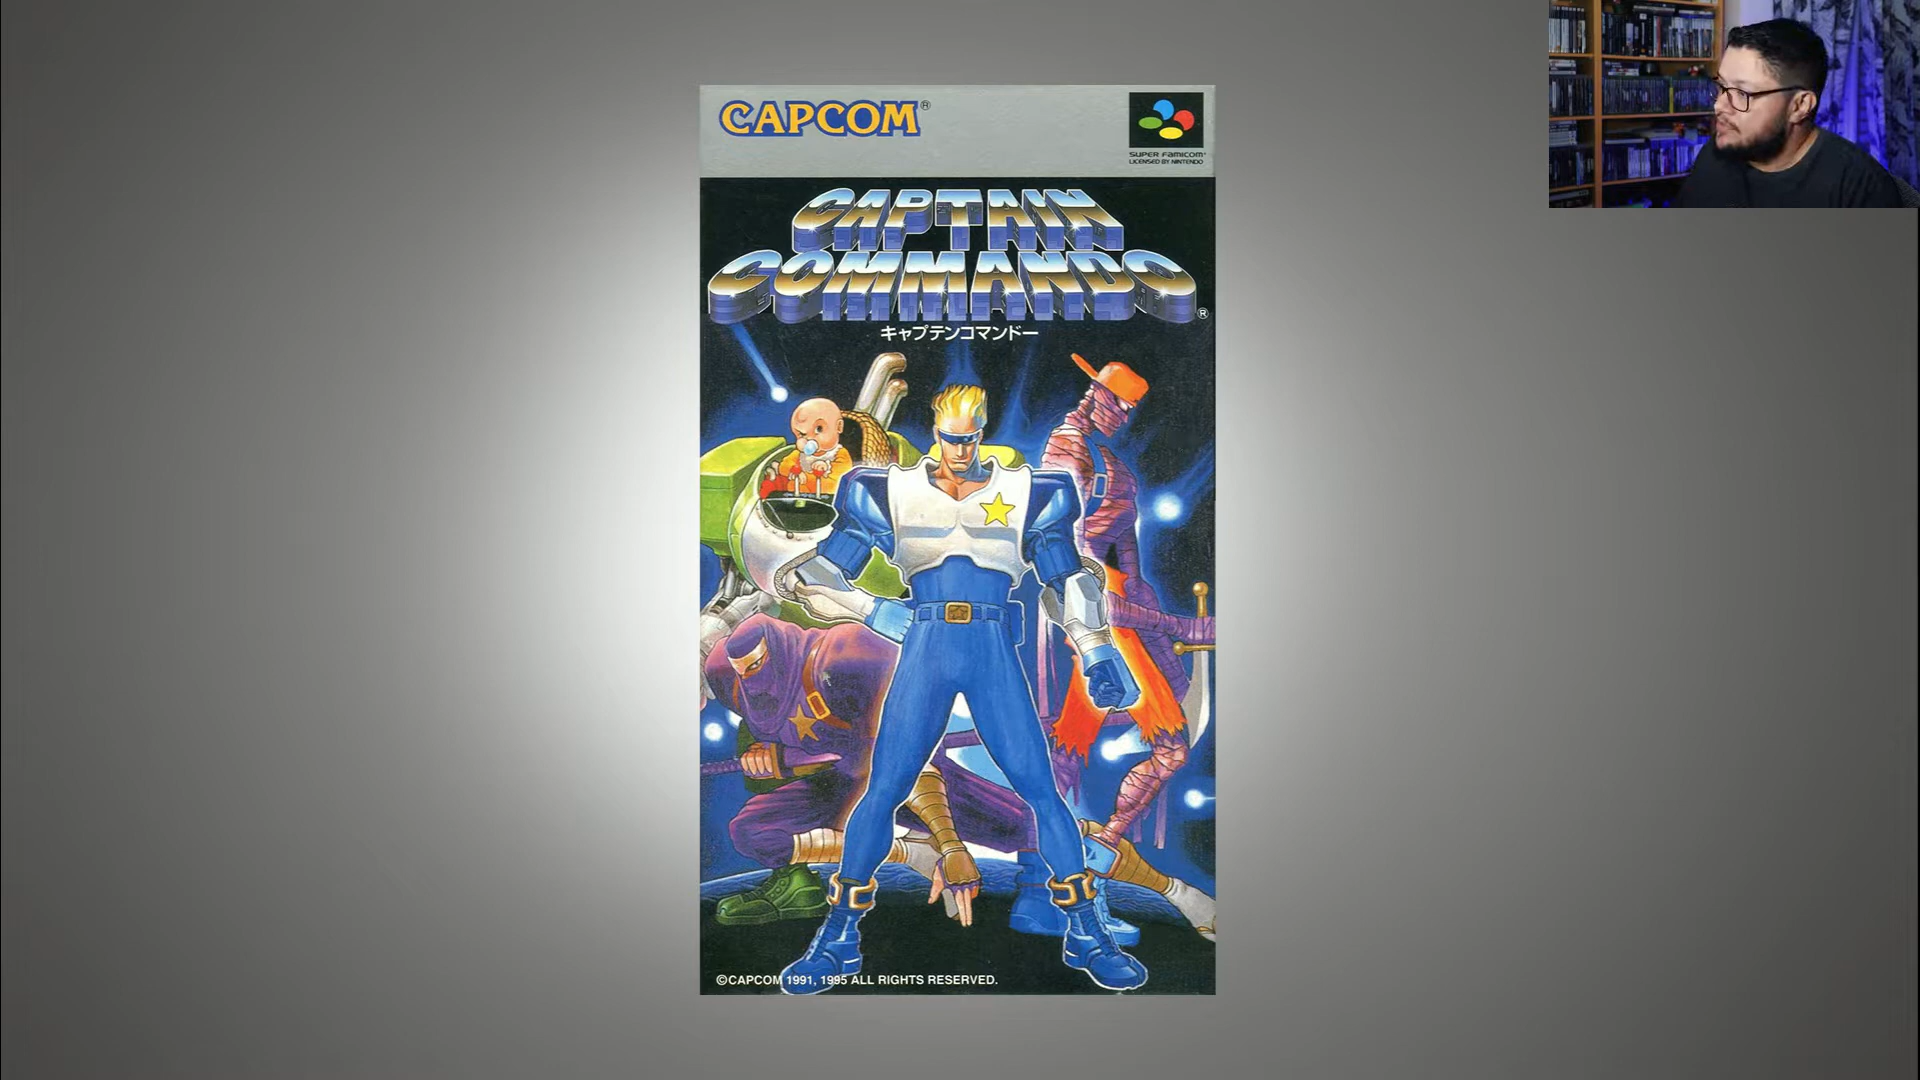 CAPCOM®
SUPER FAMICOM™
LICENSED BY NINTENDO
CAPTAIN
COMMANDO®
キャプテンコマンドー
©CAPCOM 1991, 1995 ALL RIGHTS RESERVED.